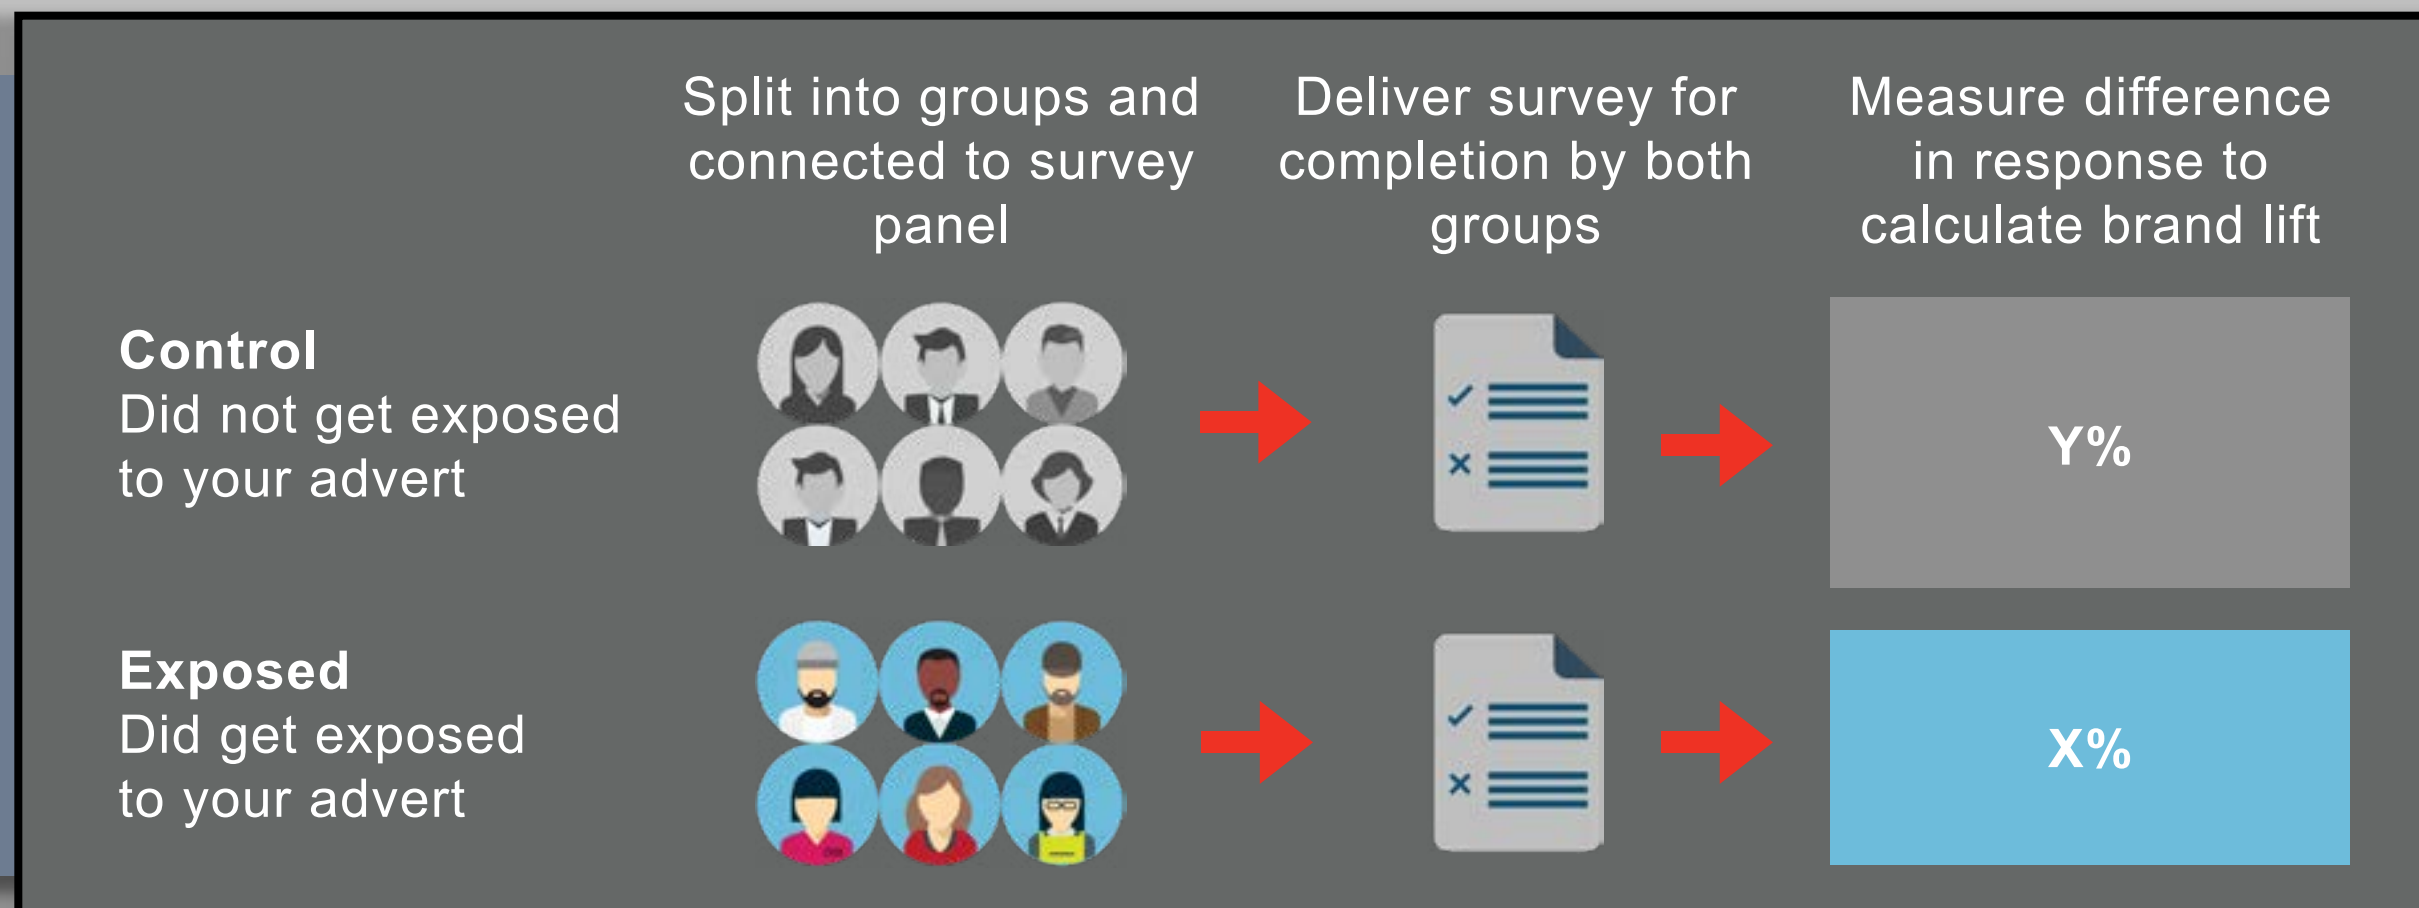 Split into groups and
connected to survey
panel
Deliver survey for
completion by both
groups
Measure difference
in response to
calculate brand lift
Control
Did not get exposed
to your advert
Y%
Exposed
Did get exposed
to your advert
X%